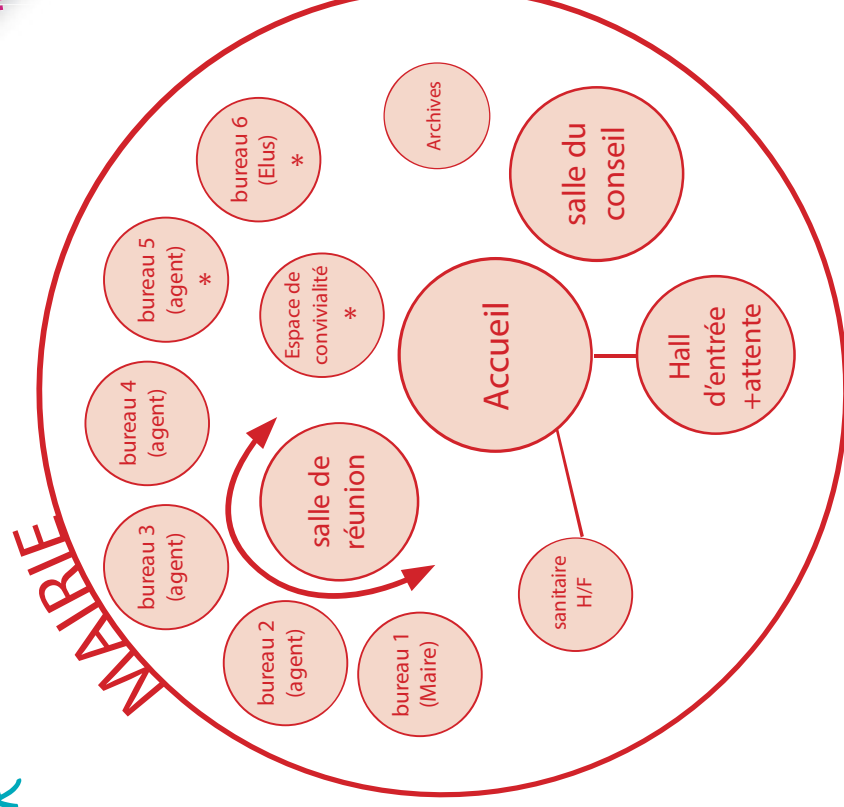 MAIRIE
bureau 1
(Maire)
bureau 2
(agent)
bureau 3
(agent)
bureau 4
(agent)
bureau 5
(agent)
*
bureau 6
(Elus)
*
salle de
réunion
Espace de
convivialité
*
Archives
sanitaire
H/F
Accueil
salle du
conseil
Hall
d'entrée
+attente